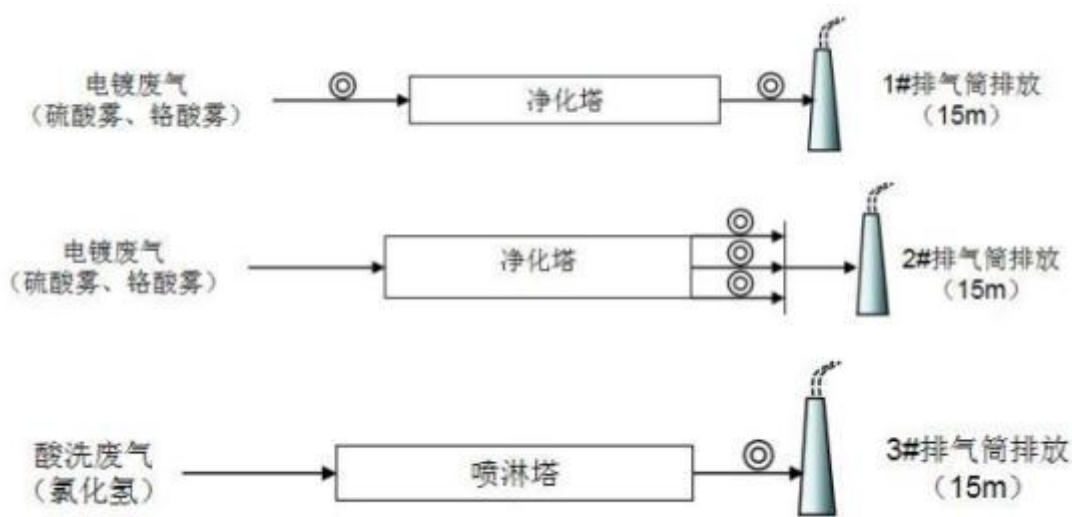 电镀废气
（硫酸雾、铬酸雾）
净化塔
1#排气筒排放
（15m）
电镀废气
（硫酸雾、铬酸雾）
净化塔
2#排气筒排放
（15m）
酸洗废气
（氯化氢）
喷淋塔
3#排气筒排放
（15m）